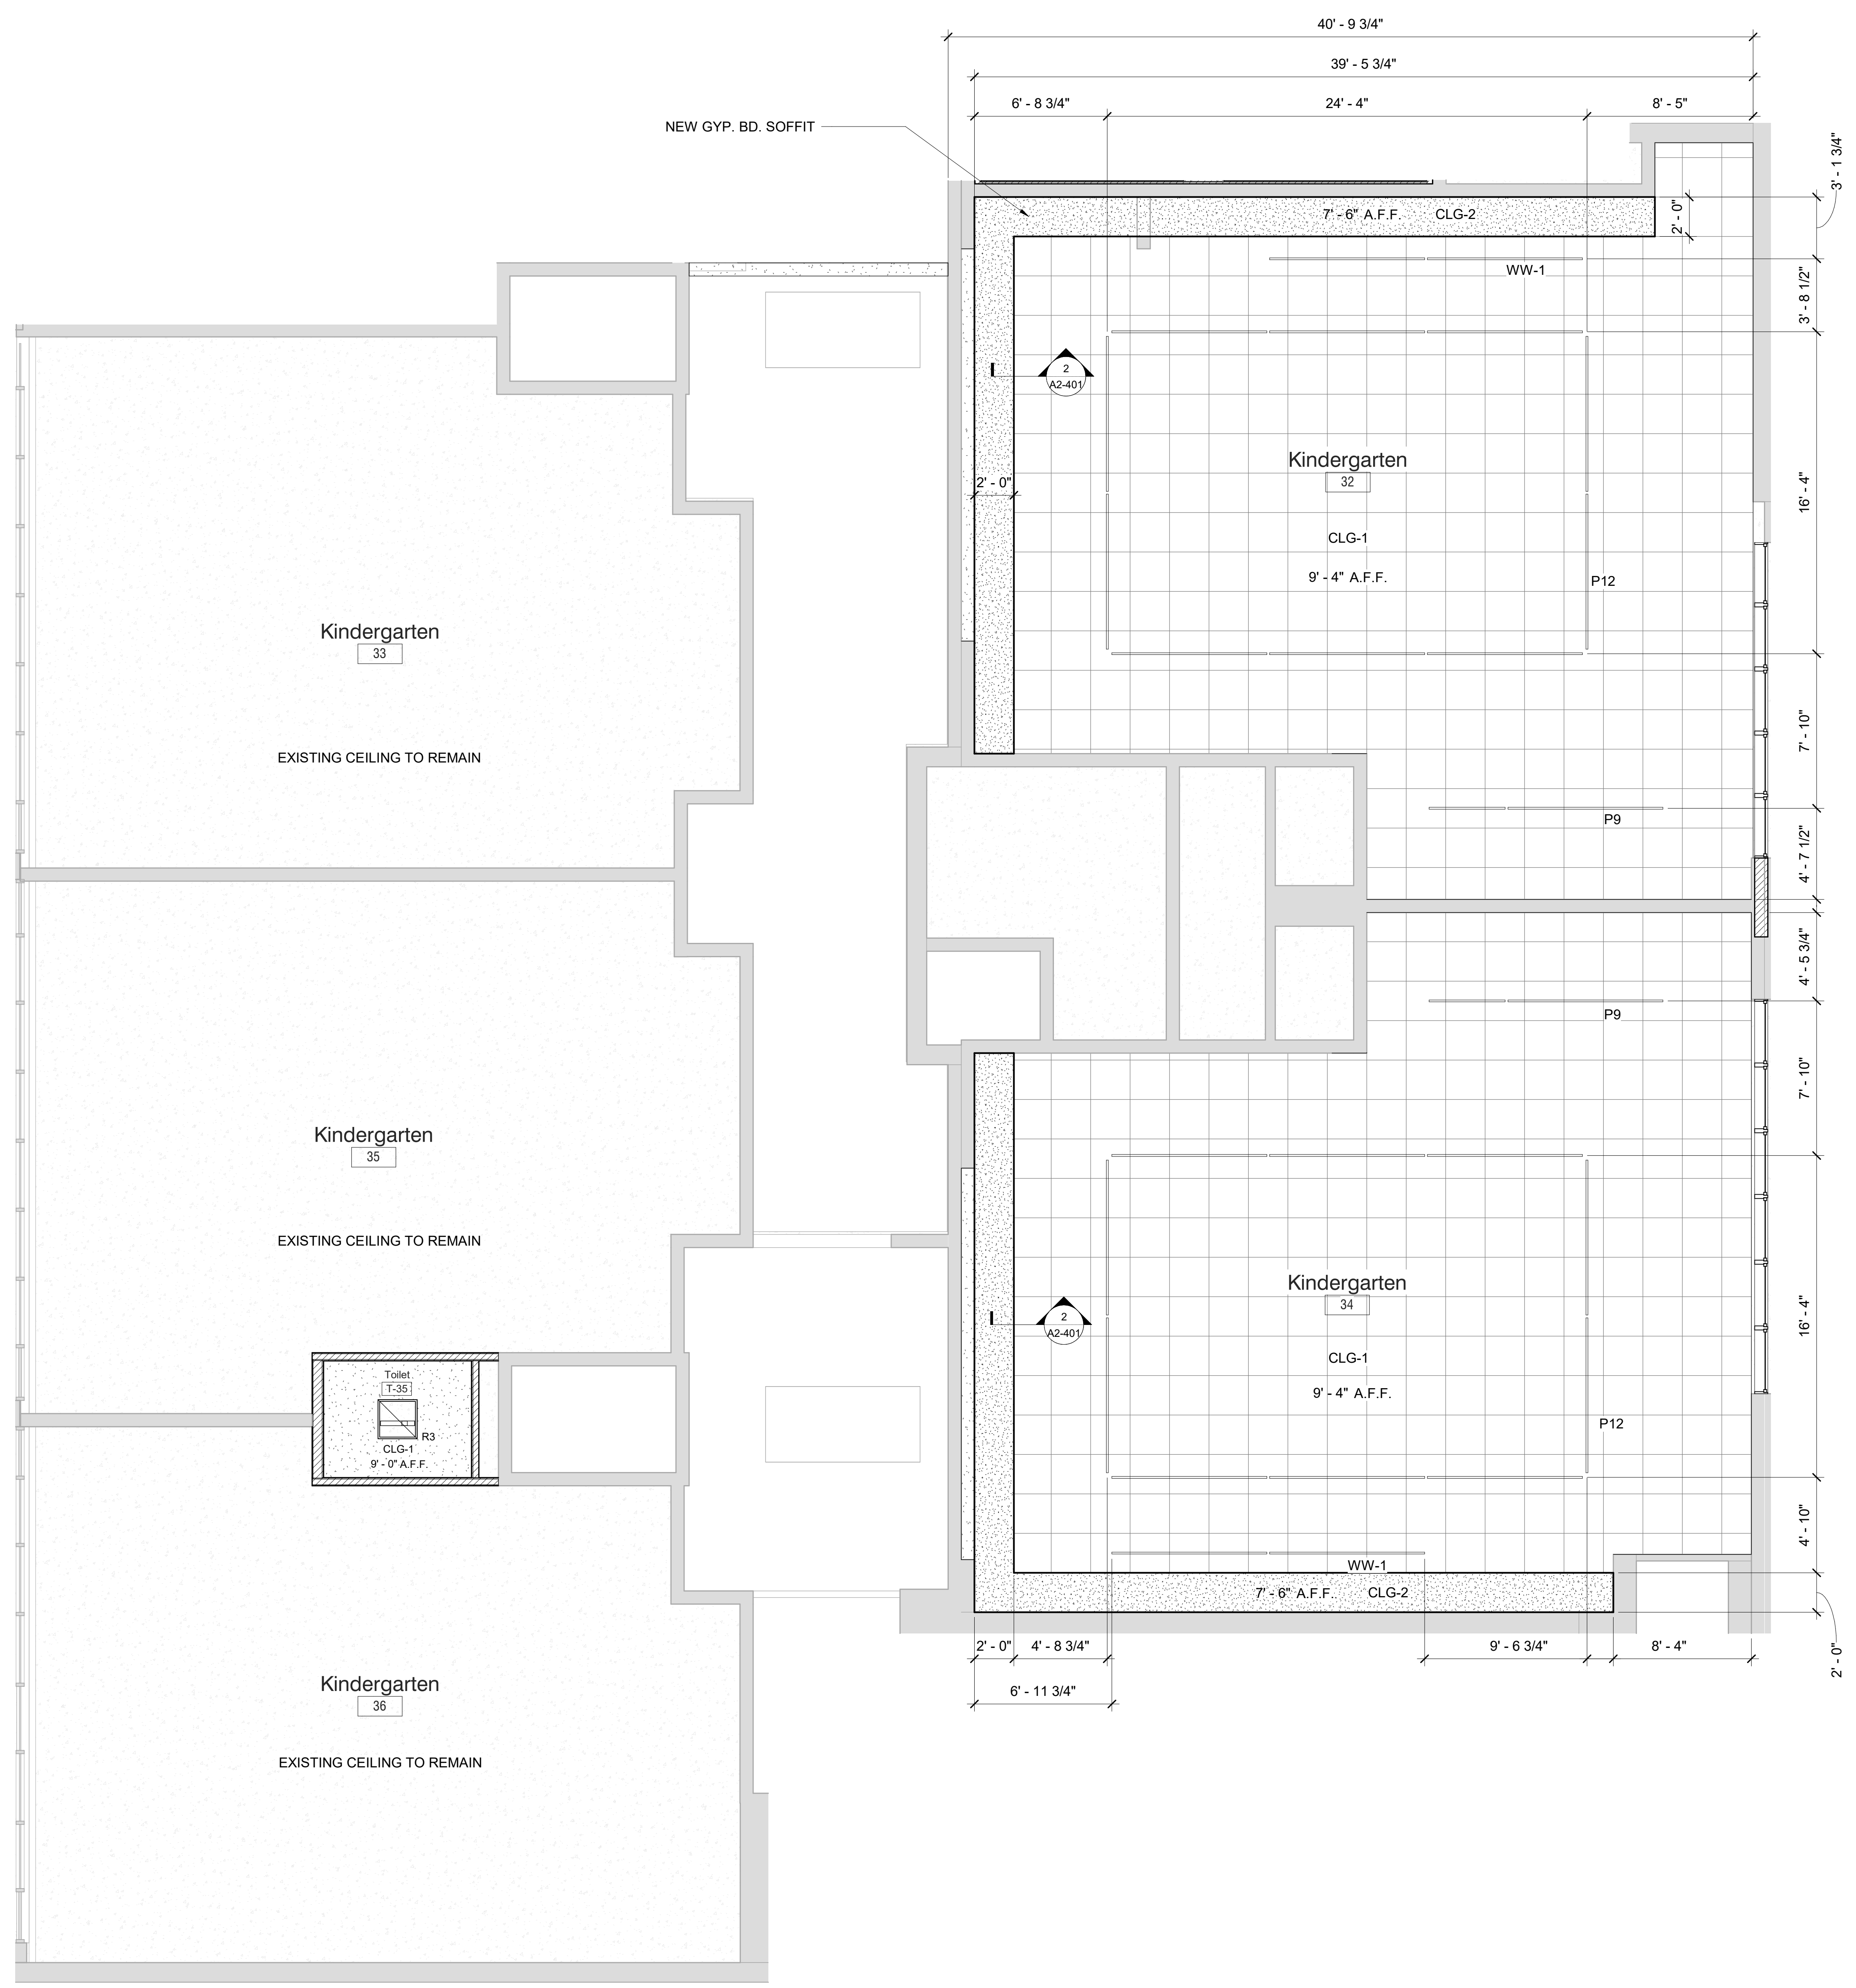 40' - 9 3/4"
39' - 5 3/4"
6' - 8 3/4"
24' - 4"
8' - 5"
NEW GYP. BD. SOFFIT
3' - 1 3/4"
7' - 6" A.F.F.
CLG-2
2' - 0"
WW-1
3' - 8 1/2"
2
A2-401
Kindergarten
32
2' - 0"
16' - 4"
CLG-1
9' - 4" A.F.F.
P12
Kindergarten
33
7' - 10"
EXISTING CEILING TO REMAIN
P9
4' - 7 1/2"
4' - 5 3/4"
P9
7' - 10"
Kindergarten
35
EXISTING CEILING TO REMAIN
Kindergarten
34
2
A2-401
16' - 4"
CLG-1
9' - 4" A.F.F.
Toilet
T-35
R3
CLG-1
9' - 0" A.F.F.
P12
4' - 10"
WW-1
7' - 6" A.F.F.
CLG-2
2' - 0"
4' - 8 3/4"
9' - 6 3/4"
8' - 4"
2' - 0"
6' - 11 3/4"
Kindergarten
36
EXISTING CEILING TO REMAIN